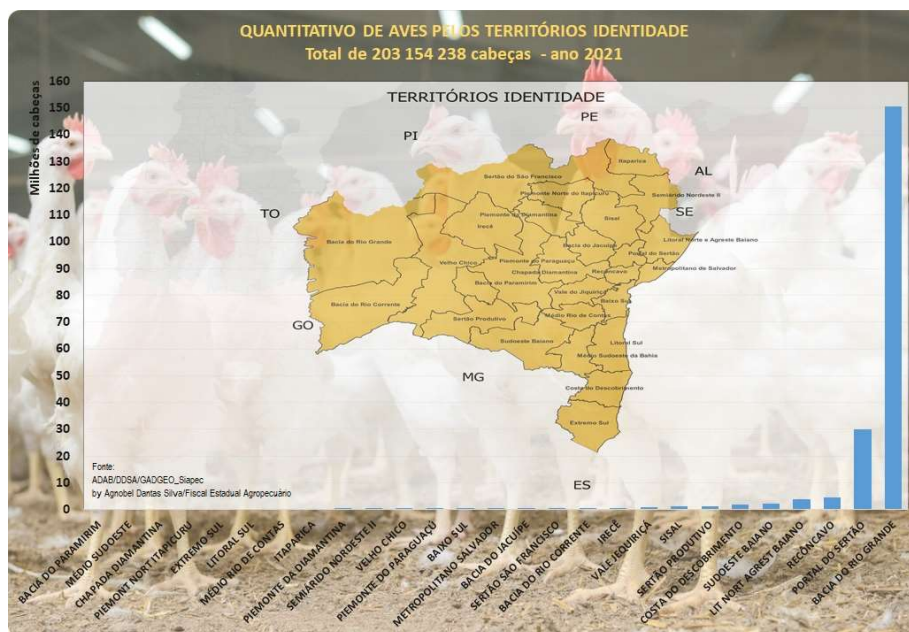 QUANTITATIVO DE AVES PELOS TERRITÓRIOS IDENTIDADE
Total de 203 154 238 cabeças - ano 2021
Milhões de cabeças
160
150
140
130
120
110
100
90
80
70
60
50
40
30
20
10
0
TERRITÓRIOS IDENTIDADE
PE
PI
AL
TO
SE
GO
MG
ES
Itaparica
Sertão do São Francisco
Semiárido Nordeste II
Piemonte Norte do Itapicuru
Piemonte da Diamantina
Sisal
Irecê
Bacia do Rio Grande
Litoral Norte e Agreste Baiano
Bacia do Jacuípe
Portal do Sertão
Velho Chico
Piemonte do Paraguaçu
Metropolitano de Salvador
Chapada Diamantina
Recôncavo
Bacia do Paramirim
Vale do Jiquiriçá
Bacia do Rio Corrente
Baixo Sul
Sertão Produtivo
Médio Rio de Contas
Sudoeste Baiano
Litoral Sul
Médio Sudoeste da Bahia
Costa do Descobrimento
Extremo Sul
Fonte:
ADAB/DDSA/GADGEO_Siapec
by Agnobel Dantas Silva/Fiscal Estadual Agropecuário
BACIA DO PARAMIRIM
MÉDIO SUDOESTE
CHAPADA DIAMANTINA
PIEMONT NORT ITAPICURU
EXTREMO SUL
LITORAL SUL
MÉDIO RIO DE CONTAS
ITAPARICA
PIEMONTE DA DIAMANTINA
SEMIARIDO NORDESTE II
VELHO CHICO
PIEMONTE DO PARAGUAÇÚ
BAIXO SUL
METROPOLITANO SALVADOR
BACIA DO JACUIPE
SERTÃO SÃO FRANCISCO
BACIA DO RIO CORRENTE
IRECÊ
VALE JEQUIRIÇA
SISAL
SERTÃO PRODUTIVO
COSTA DO DESCOBRIMENTO
SUDOESTE BAIANO
LIT NORT AGREST BAIANO
RECÔNCAVO
PORTAL DO SERTÃO
BACIA DO RIO GRANDE